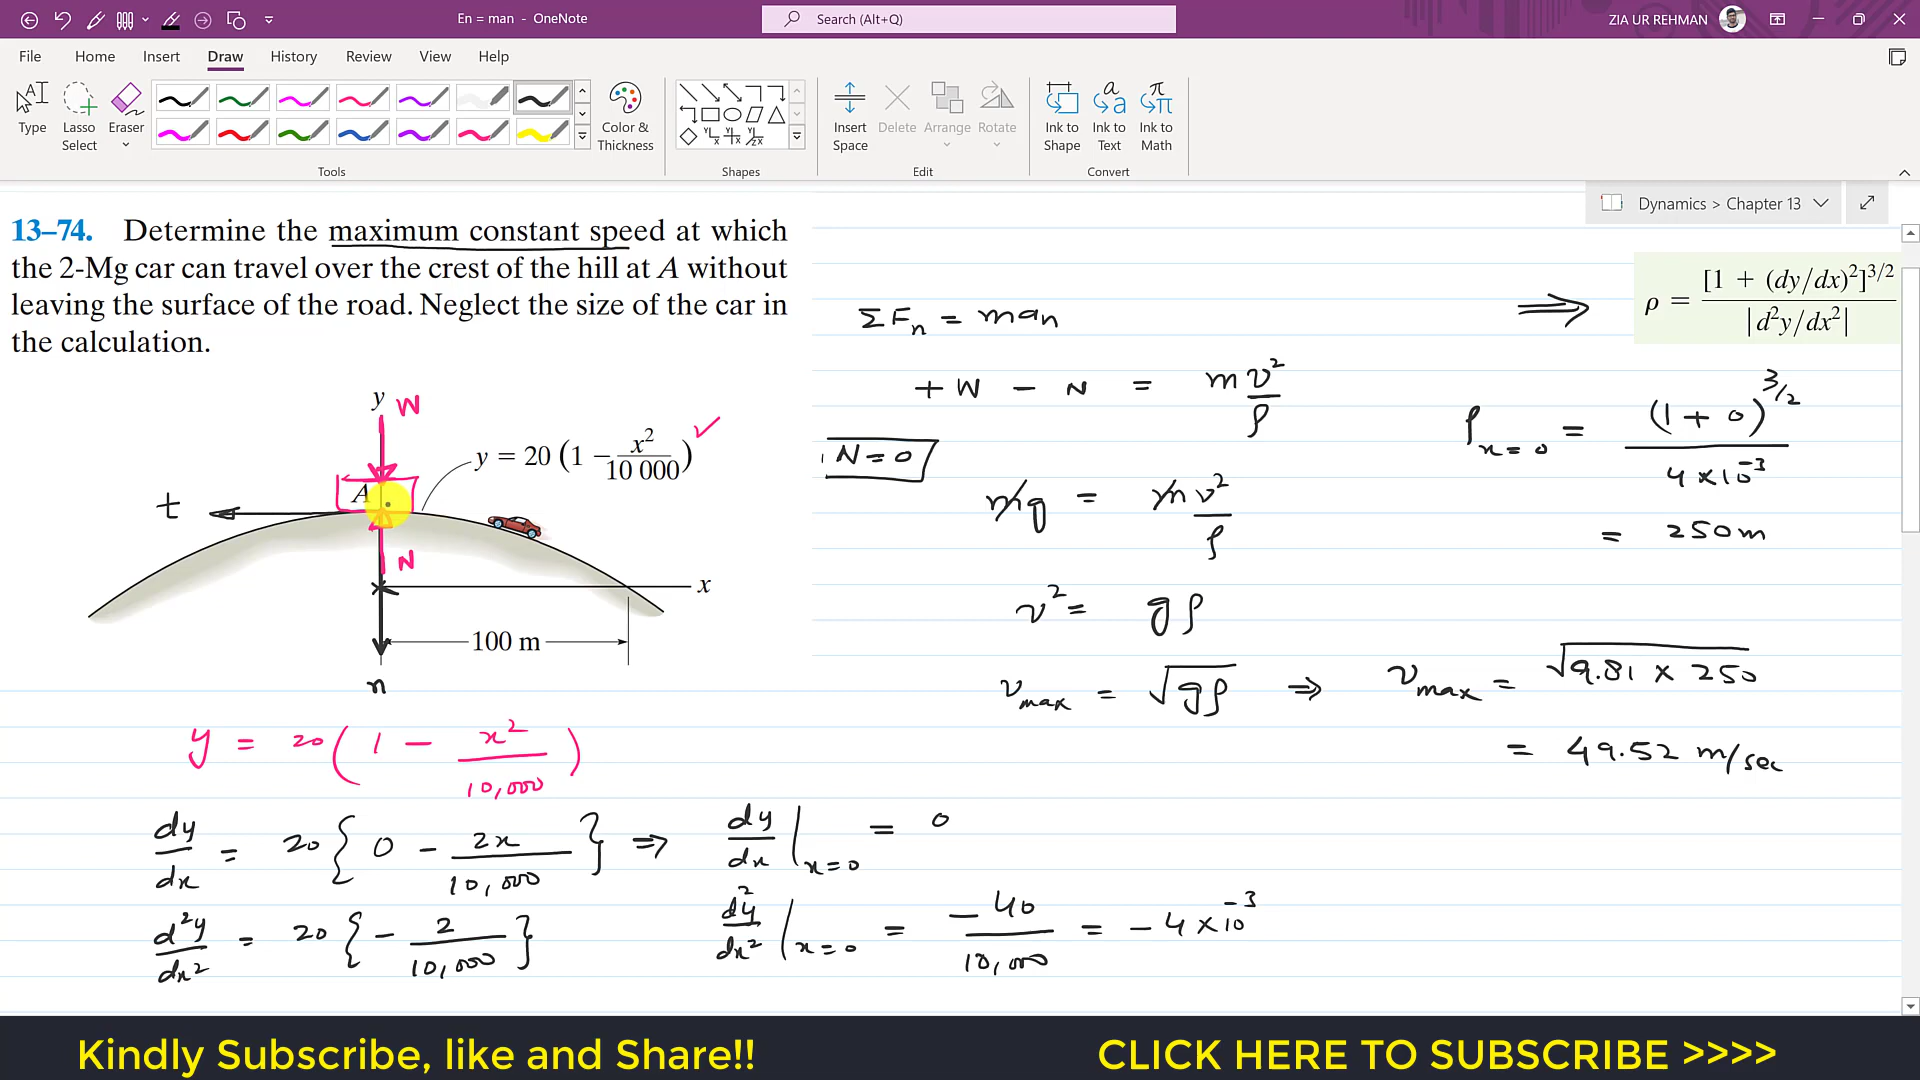 En = man - OneNote
Search (Alt+Q)
ZIA UR REHMAN
File Home Insert Draw History Review View Help
Type
Lasso Select
Eraser
Color & Thickness
Insert Space
Delete
Arrange
Rotate
Ink to Shape
Ink to Text
Ink to Math
Tools
Shapes
Edit
Convert
Dynamics > Chapter 13
13–74. Determine the maximum constant speed at which
the 2-Mg car can travel over the crest of the hill at A without
leaving the surface of the road. Neglect the size of the car in
the calculation.
y
W
y = 20 (1 − x²/10 000)
A
t
N
x
100 m
n
y = 20 ( 1 − x²/10,000 )
dy/dx = 20 { 0 − 2x/10,000 } ⇒ dy/dx |x=0 = 0
d²y/dx² = 20 { − 2/10,000 } d²y/dx² |x=0 = −40/10,000 = −4 × 10⁻³
ΣFn = man
+W − N = m v²/ρ
N = 0
mg = m v²/ρ
v² = gρ
vmax = √gρ ⇒ vmax = √9.81 × 250
= 49.52 m/sec
⇒ ρ = [1 + (dy/dx)²]³/² / |d²y/dx²|
ρx=0 = (1 + 0)³/² / 4 × 10⁻³
= 250 m
Kindly Subscribe, like and Share!!
CLICK HERE TO SUBSCRIBE >>>>